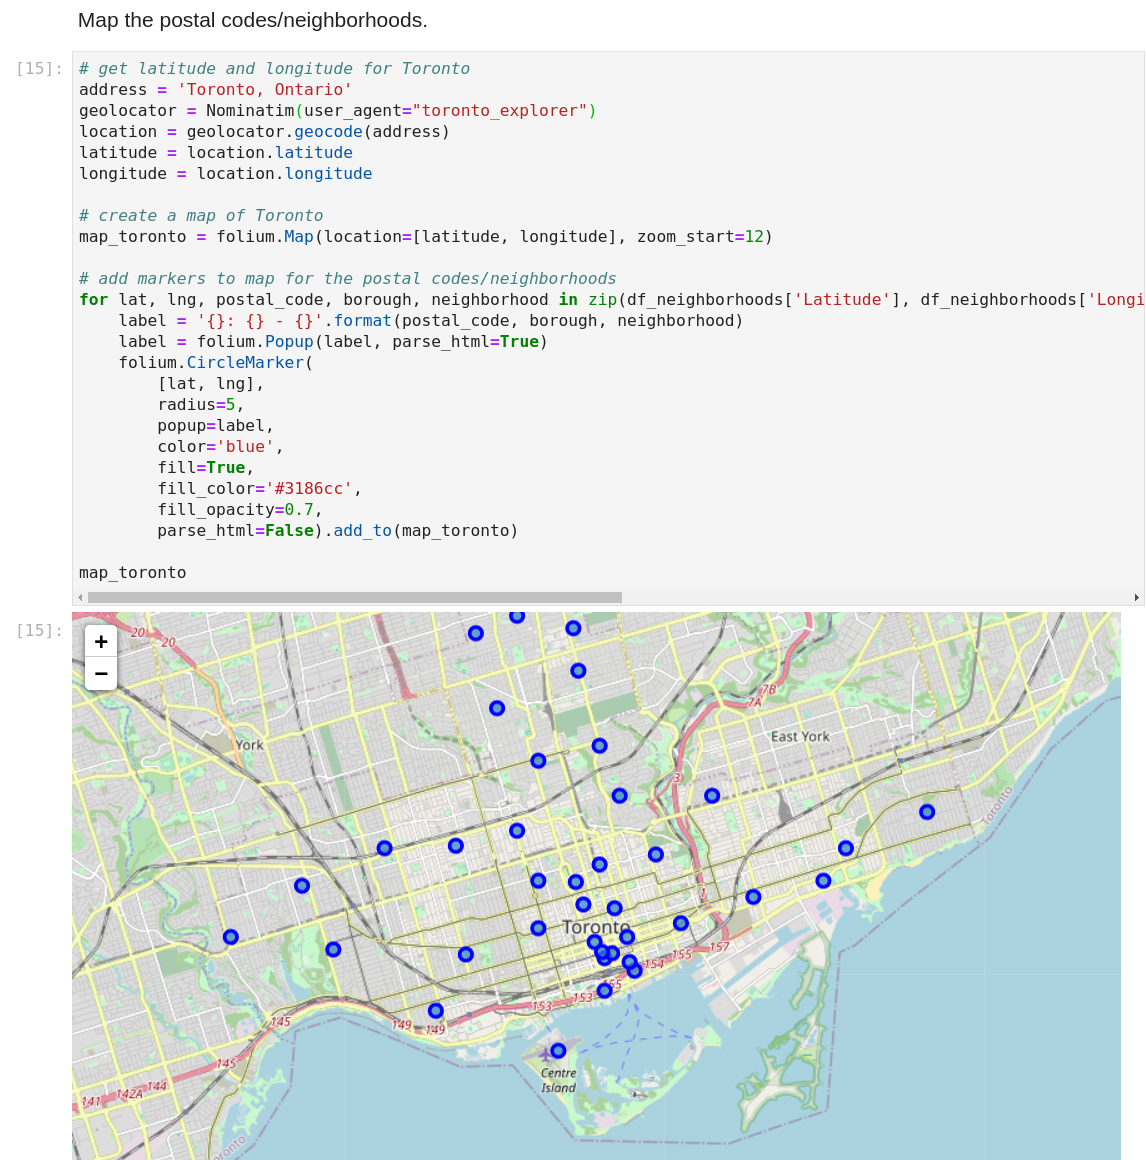 Map the postal codes/neighborhoods.
[15]:
# get latitude and longitude for Toronto
address = 'Toronto, Ontario'
geolocator = Nominatim(user_agent="toronto_explorer")
location = geolocator.geocode(address)
latitude = location.latitude
longitude = location.longitude
# create a map of Toronto
map_toronto = folium.Map(location=[latitude, longitude], zoom_start=12)
# add markers to map for the postal codes/neighborhoods
for lat, lng, postal_code, borough, neighborhood in zip(df_neighborhoods['Latitude'], df_neighborhoods['Longi
    label = '{}: {} - {}'.format(postal_code, borough, neighborhood)
    label = folium.Popup(label, parse_html=True)
    folium.CircleMarker(
        [lat, lng],
        radius=5,
        popup=label,
        color='blue',
        fill=True,
        fill_color='#3186cc',
        fill_opacity=0.7,
        parse_html=False).add_to(map_toronto)
map_toronto
[15]:
+
−
20
20
7B
7A
York
East York
3
Toronto
1
Toronto
157
155
154
155
153
153
145
149
149
145
144
142A
141
Centre
Island